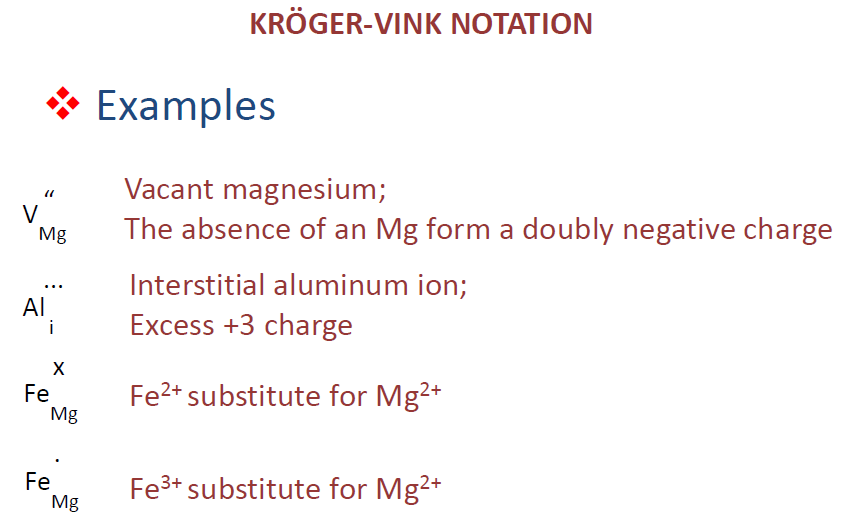 KRÖGER-VINK NOTATION
❖ Examples
V“Mg Vacant magnesium;
The absence of an Mg form a doubly negative charge
Al...i Interstitial aluminum ion;
Excess +3 charge
FexMg Fe2+ substitute for Mg2+
Fe.Mg Fe3+ substitute for Mg2+